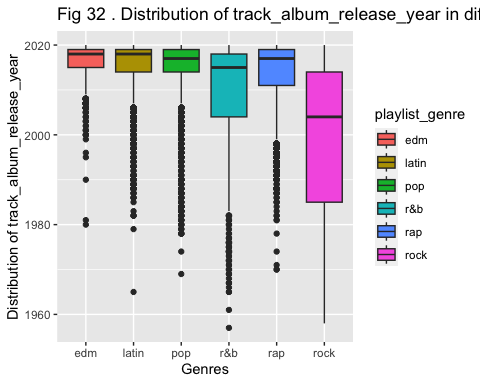 Fig 32 . Distribution of track_album_release_year in
Distribution of track_album_release_year
2020
2000
1980
1960
edm latin pop r&b rap rock
Genres
playlist_genre
edm
latin
pop
r&b
rap
rock